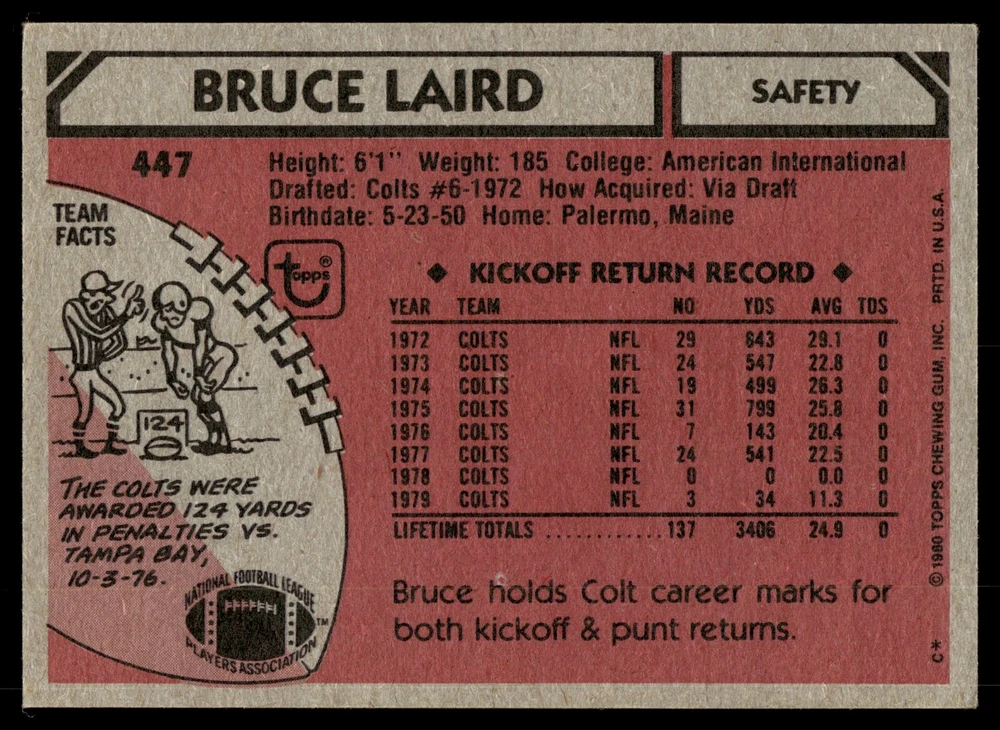 BRUCE LAIRD
SAFETY
447
Height: 6'1" Weight: 185 College: American International
Drafted: Colts #6-1972 How Acquired: Via Draft
Birthdate: 5-23-50 Home: Palermo, Maine
TEAM
FACTS
topps®
124
THE COLTS WERE
AWARDED 124 YARDS
IN PENALTIES VS.
TAMPA BAY,
10-3-76.
NATIONAL FOOTBALL LEAGUE
PLAYERS ASSOCIATION
TM
◆ KICKOFF RETURN RECORD ◆
YEAR TEAM NO YDS AVG TDS
1972 COLTS NFL 29 843 29.1 0
1973 COLTS NFL 24 547 22.8 0
1974 COLTS NFL 19 499 26.3 0
1975 COLTS NFL 31 799 25.8 0
1976 COLTS NFL 7 143 20.4 0
1977 COLTS NFL 24 541 22.5 0
1978 COLTS NFL 0 0 0.0 0
1979 COLTS NFL 3 34 11.3 0
LIFETIME TOTALS ............ 137 3406 24.9 0
Bruce holds Colt career marks for
both kickoff & punt returns.
© 1980 TOPPS CHEWING GUM, INC. PRTD. IN U.S.A.
C*